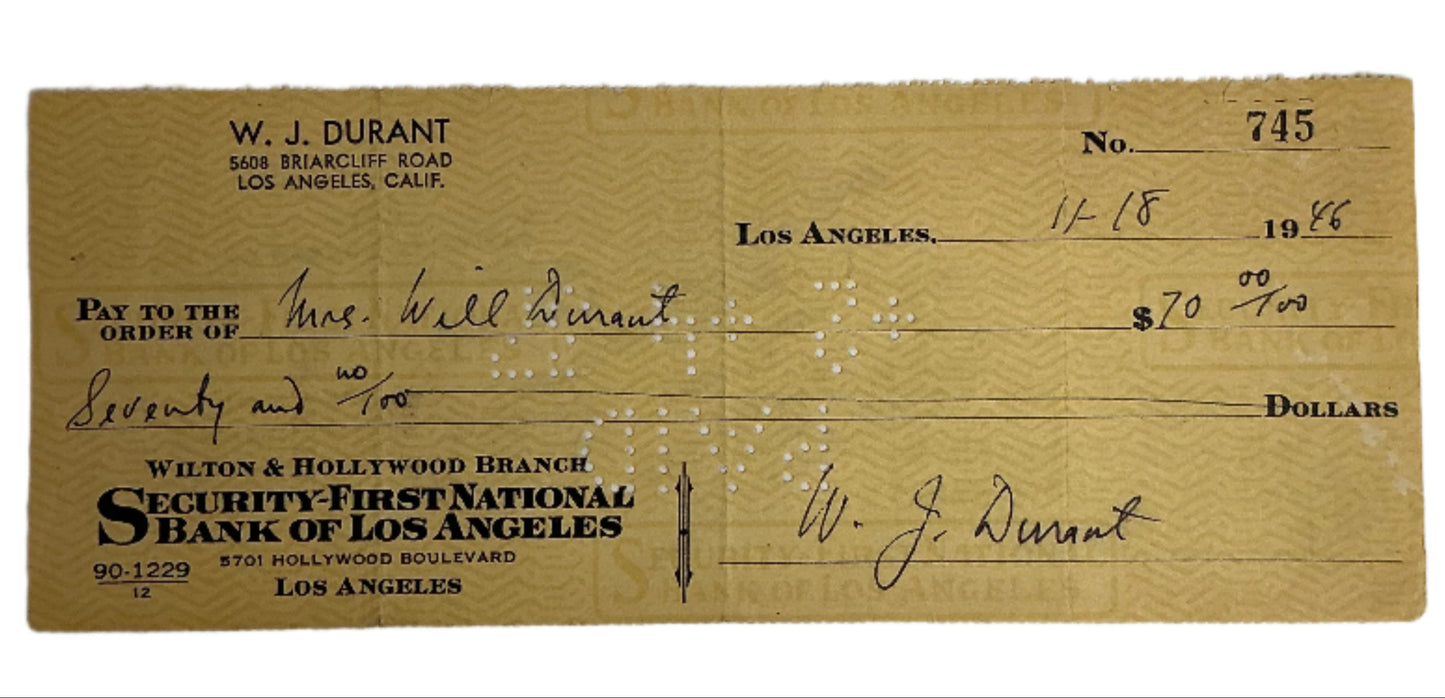 W. J. DURANT
5608 BRIARCLIFF ROAD
LOS ANGELES, CALIF.
No. 745
LOS ANGELES, 11-18 1946
PAY TO THE
ORDER OF Mrs. Will Durant $70 00/100
Seventy and no/100 DOLLARS
WILTON & HOLLYWOOD BRANCH
SECURITY-FIRST NATIONAL
BANK OF LOS ANGELES
5701 HOLLYWOOD BOULEVARD
90-1229
12
LOS ANGELES
W. J. Durant